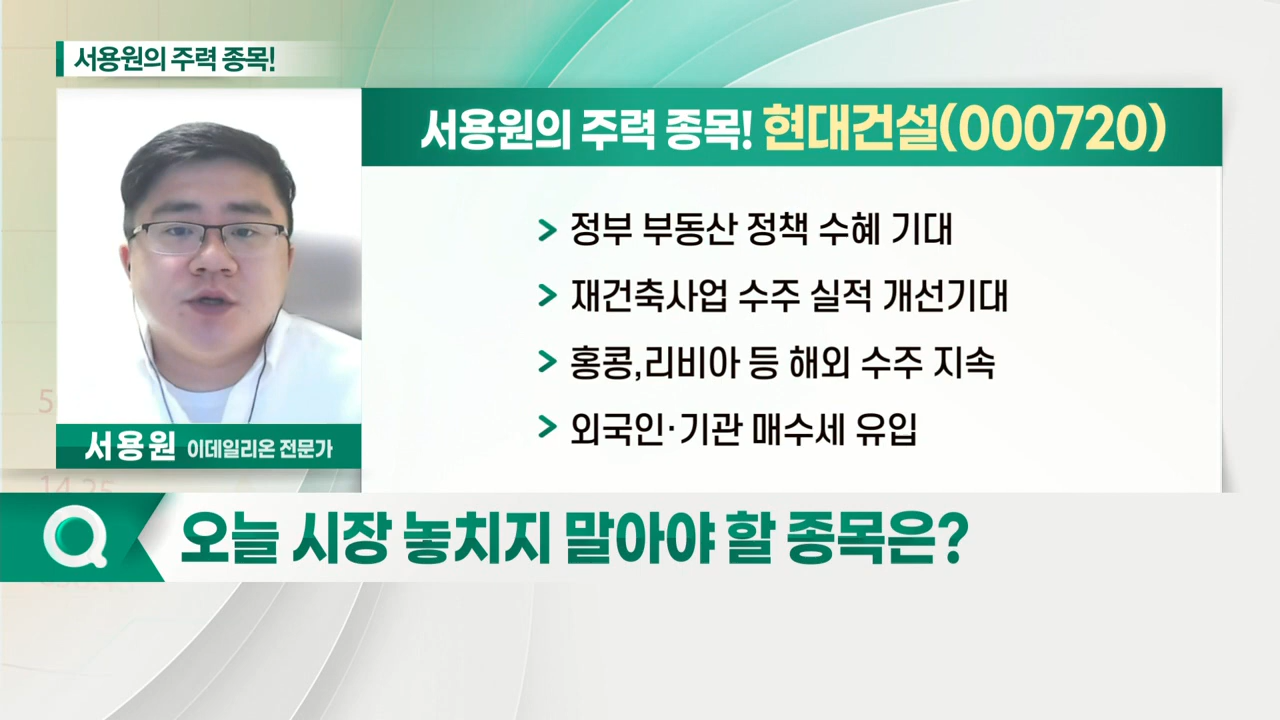 서용원의 주력 종목!
서용원의 주력 종목! 현대건설(000720)
> 정부 부동산 정책 수혜 기대
> 재건축사업 수주 실적 개선기대
> 홍콩,리비아 등 해외 수주 지속
> 외국인·기관 매수세 유입
서용원 이데일리온 전문가
Q 오늘 시장 놓치지 말아야 할 종목은?